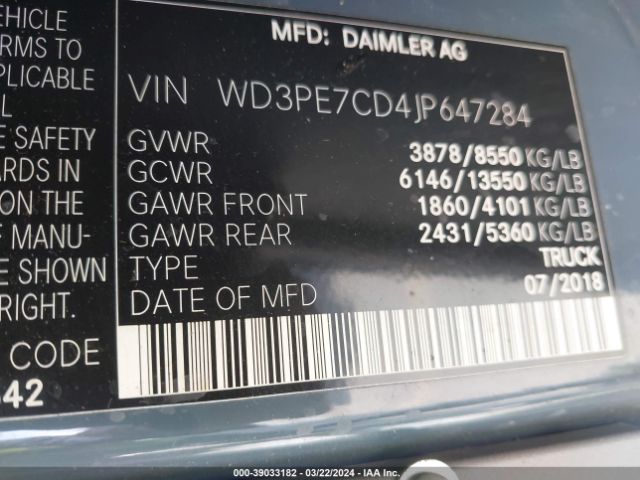 MFD: DAIMLER AG
VIN WD3PE7CD4JP647284
GVWR 3878/8550 KG/LB
GCWR 6146/13550 KG/LB
GAWR FRONT 1860/4101 KG/LB
GAWR REAR 2431/5360 KG/LB
TYPE TRUCK
DATE OF MFD 07/2018
EHICLE
RMS TO
PLICABLE
L
E SAFETY
ARDS IN
ON THE
F MANU-
E SHOWN
RIGHT.
CODE
42
000-39033182 - 03/22/2024 - IAA Inc.